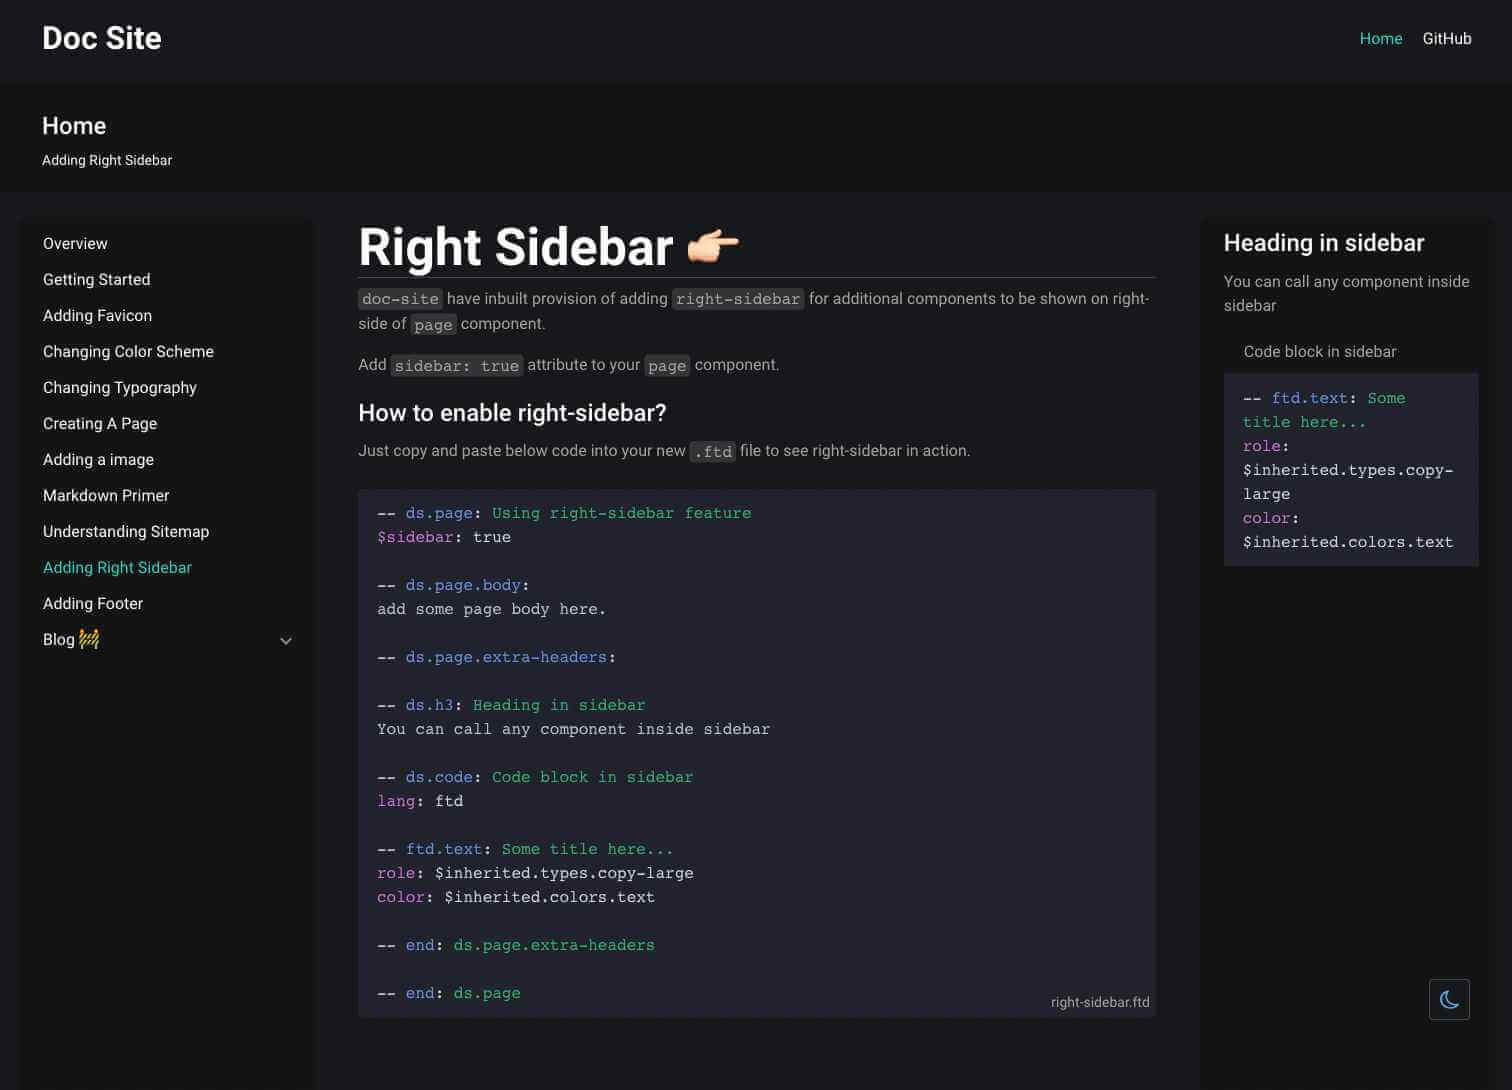 Doc Site
Home GitHub
Home
Adding Right Sidebar
Overview
Getting Started
Adding Favicon
Changing Color Scheme
Changing Typography
Creating A Page
Adding a image
Markdown Primer
Understanding Sitemap
Adding Right Sidebar
Adding Footer
Blog
Right Sidebar
doc-site have inbuilt provision of adding right-sidebar for additional components to be shown on right-
side of page component.
Add sidebar: true attribute to your page component.
How to enable right-sidebar?
Just copy and paste below code into your new .ftd file to see right-sidebar in action.
-- ds.page: Using right-sidebar feature
$sidebar: true
-- ds.page.body:
add some page body here.
-- ds.page.extra-headers:
-- ds.h3: Heading in sidebar
You can call any component inside sidebar
-- ds.code: Code block in sidebar
lang: ftd
-- ftd.text: Some title here...
role: $inherited.types.copy-large
color: $inherited.colors.text
-- end: ds.page.extra-headers
-- end: ds.page
right-sidebar.ftd
Heading in sidebar
You can call any component inside
sidebar
Code block in sidebar
-- ftd.text: Some
title here...
role:
$inherited.types.copy-
large
color:
$inherited.colors.text